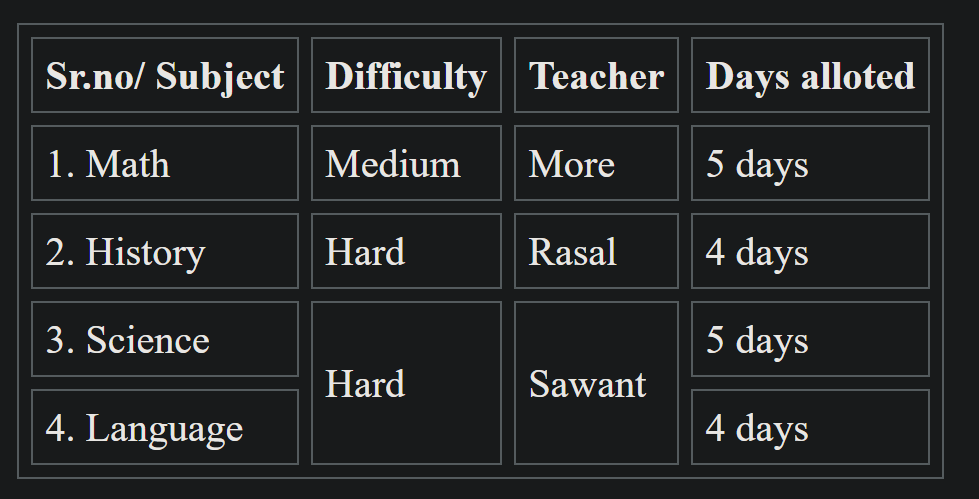 Sr.no/ Subject Difficulty Teacher Days alloted
1. Math Medium More 5 days
2. History Hard Rasal 4 days
3. Science Hard Sawant 5 days
4. Language 4 days